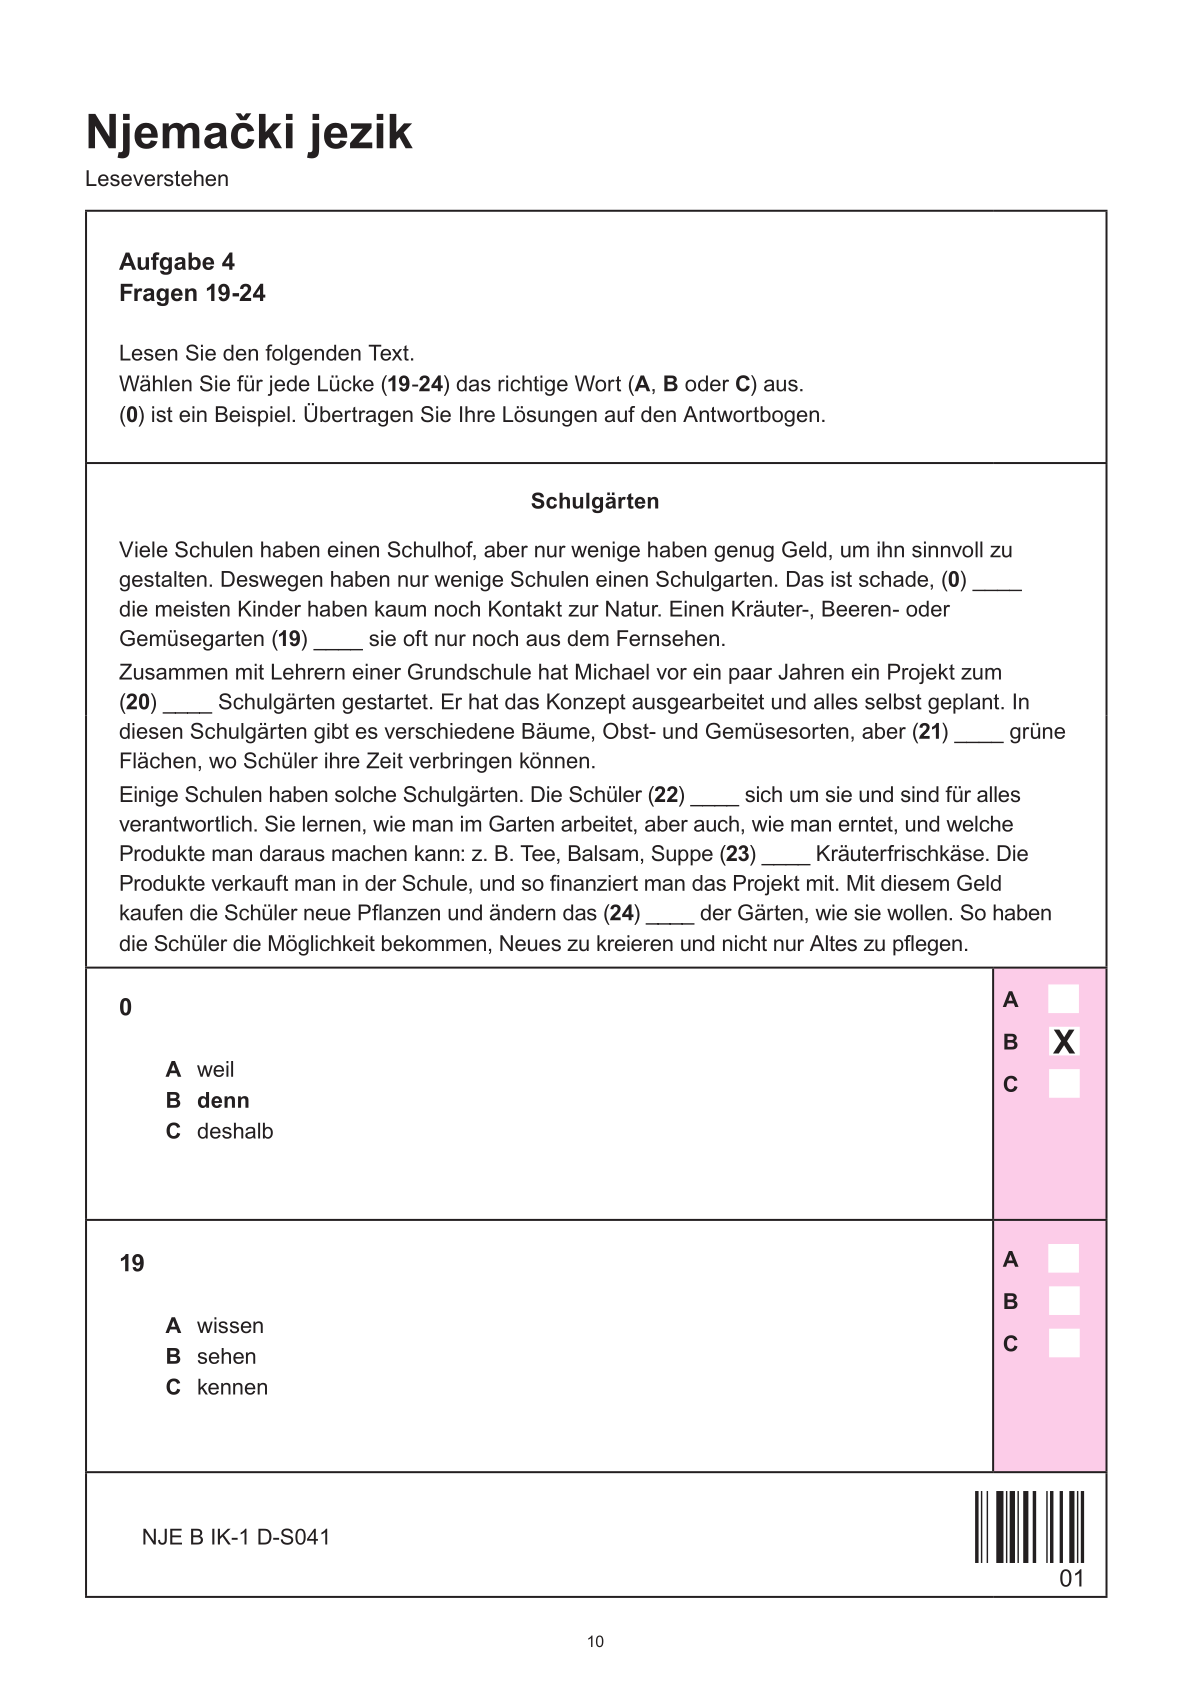 Njemački jezik
Leseverstehen
Aufgabe 4
Fragen 19-24
Lesen Sie den folgenden Text.
Wählen Sie für jede Lücke (19-24) das richtige Wort (A, B oder C) aus.
(0) ist ein Beispiel. Übertragen Sie Ihre Lösungen auf den Antwortbogen.
Schulgärten
Viele Schulen haben einen Schulhof, aber nur wenige haben genug Geld, um ihn sinnvoll zu
gestalten. Deswegen haben nur wenige Schulen einen Schulgarten. Das ist schade, (0) ____
die meisten Kinder haben kaum noch Kontakt zur Natur. Einen Kräuter-, Beeren- oder
Gemüsegarten (19) ____ sie oft nur noch aus dem Fernsehen.
Zusammen mit Lehrern einer Grundschule hat Michael vor ein paar Jahren ein Projekt zum
(20) ____ Schulgärten gestartet. Er hat das Konzept ausgearbeitet und alles selbst geplant. In
diesen Schulgärten gibt es verschiedene Bäume, Obst- und Gemüsesorten, aber (21) ____ grüne
Flächen, wo Schüler ihre Zeit verbringen können.
Einige Schulen haben solche Schulgärten. Die Schüler (22) ____ sich um sie und sind für alles
verantwortlich. Sie lernen, wie man im Garten arbeitet, aber auch, wie man erntet, und welche
Produkte man daraus machen kann: z. B. Tee, Balsam, Suppe (23) ____ Kräuterfrischkäse. Die
Produkte verkauft man in der Schule, und so finanziert man das Projekt mit. Mit diesem Geld
kaufen die Schüler neue Pflanzen und ändern das (24) ____ der Gärten, wie sie wollen. So haben
die Schüler die Möglichkeit bekommen, Neues zu kreieren und nicht nur Altes zu pflegen.
0
A weil
B denn
C deshalb
A
B X
C
19
A wissen
B sehen
C kennen
A
B
C
NJE B IK-1 D-S041
01
10